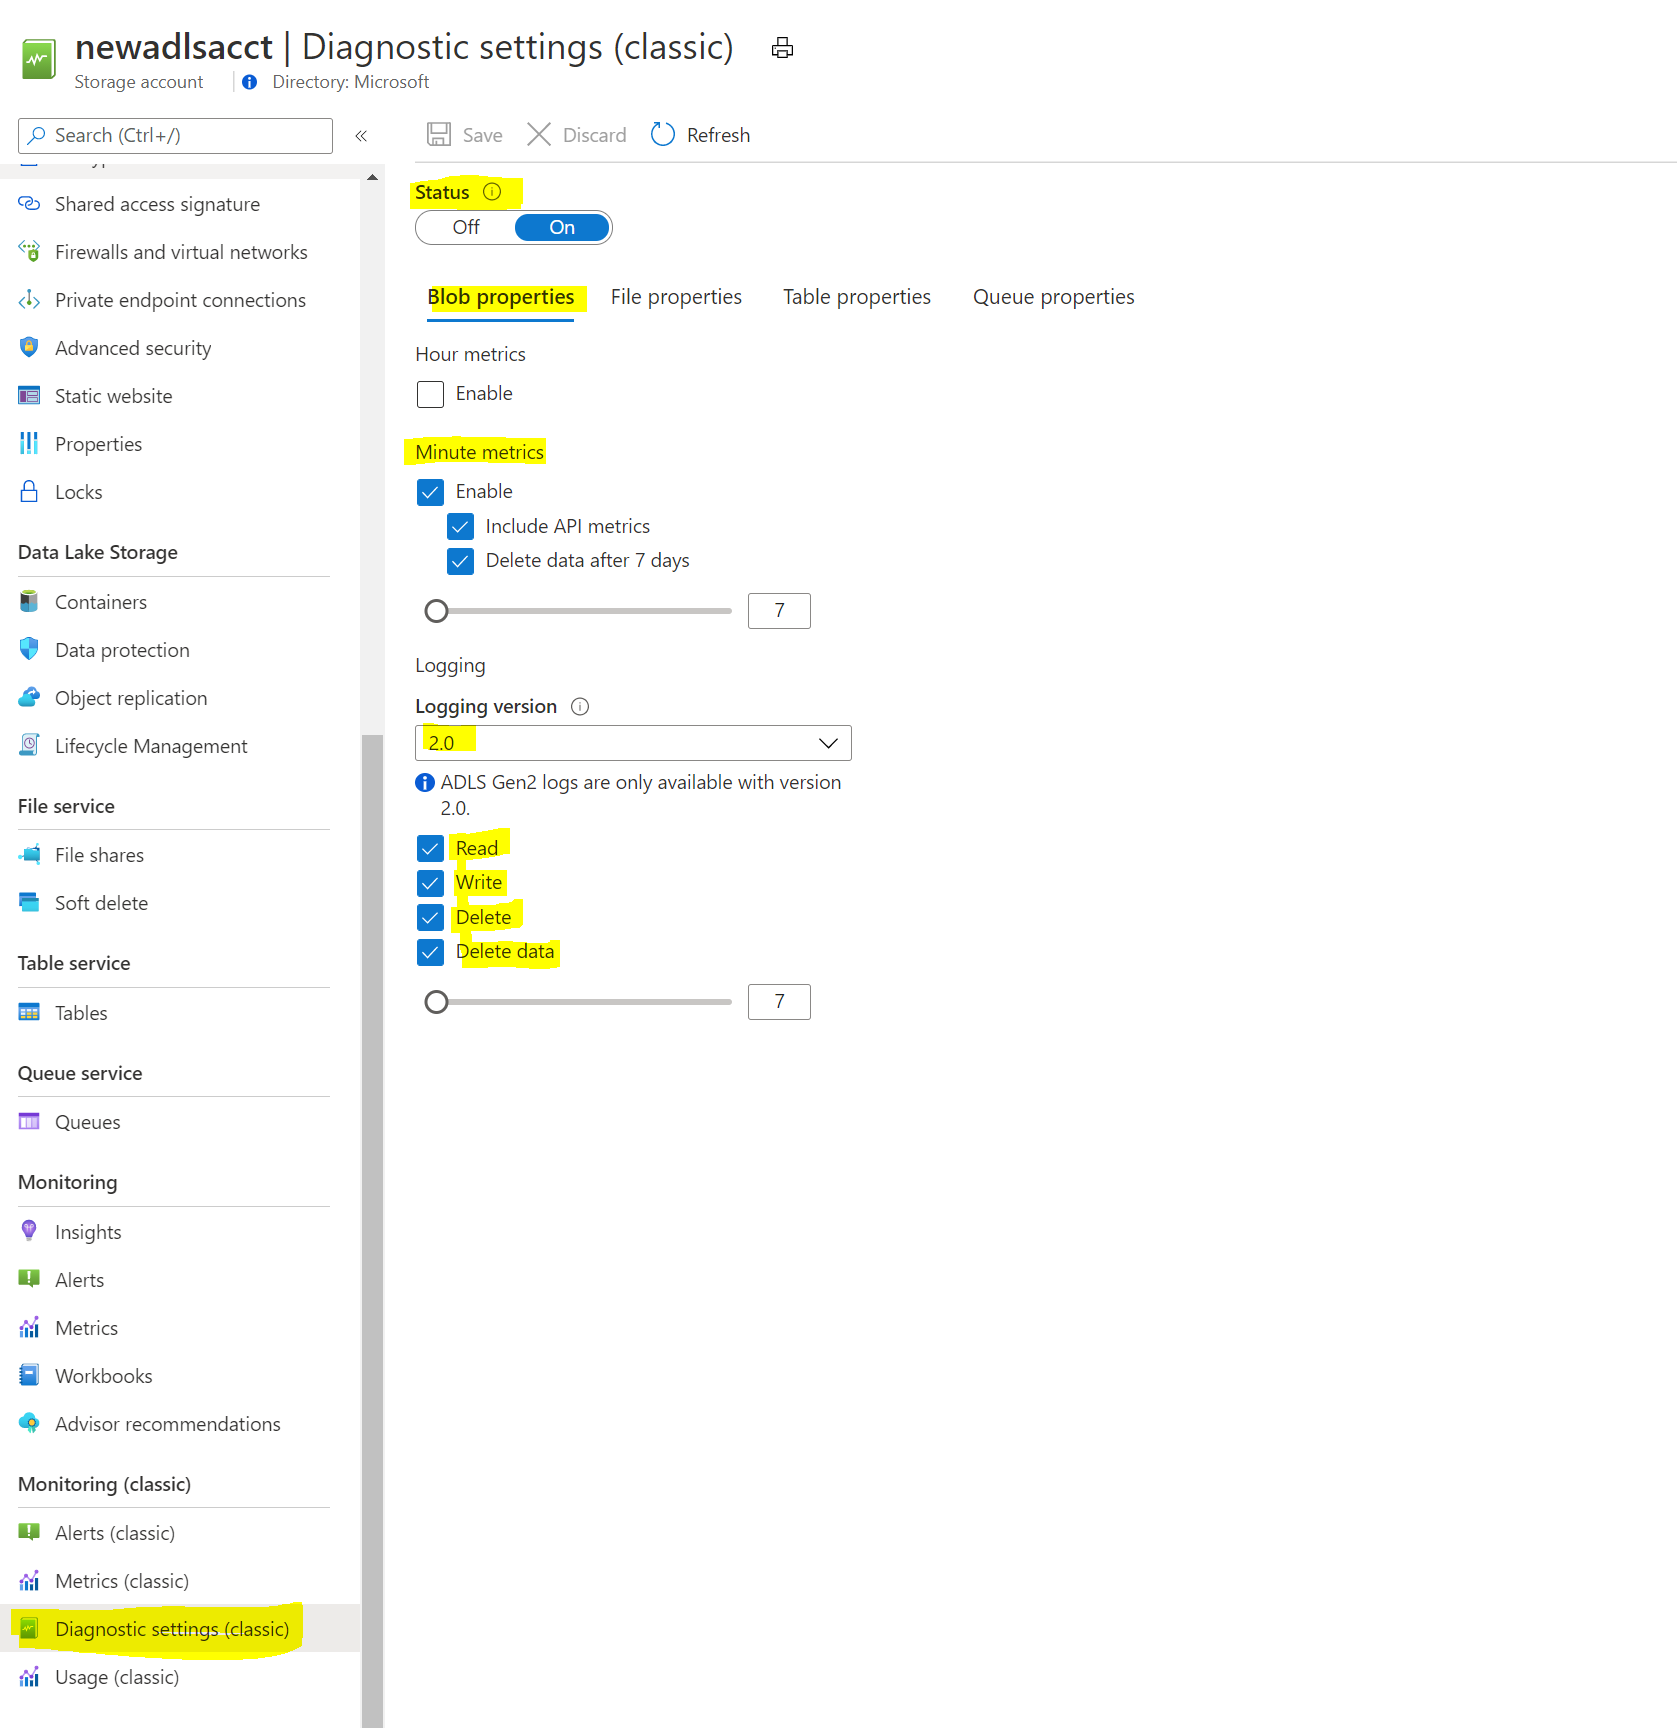 newadlsacct | Diagnostic settings (classic)
Storage account
Directory: Microsoft
Search (Ctrl+/)
«
Shared access signature
Firewalls and virtual networks
Private endpoint connections
Advanced security
Static website
Properties
Locks
Data Lake Storage
Containers
Data protection
Object replication
Lifecycle Management
File service
File shares
Soft delete
Table service
Tables
Queue service
Queues
Monitoring
Insights
Alerts
Metrics
Workbooks
Advisor recommendations
Monitoring (classic)
Alerts (classic)
Metrics (classic)
Diagnostic settings (classic)
Usage (classic)
Save Discard Refresh
Status
Off On
Blob properties File properties Table properties Queue properties
Hour metrics
Enable
Minute metrics
Enable
Include API metrics
Delete data after 7 days
7
Logging
Logging version
2.0
ADLS Gen2 logs are only available with version
2.0.
Read
Write
Delete
Delete data
7